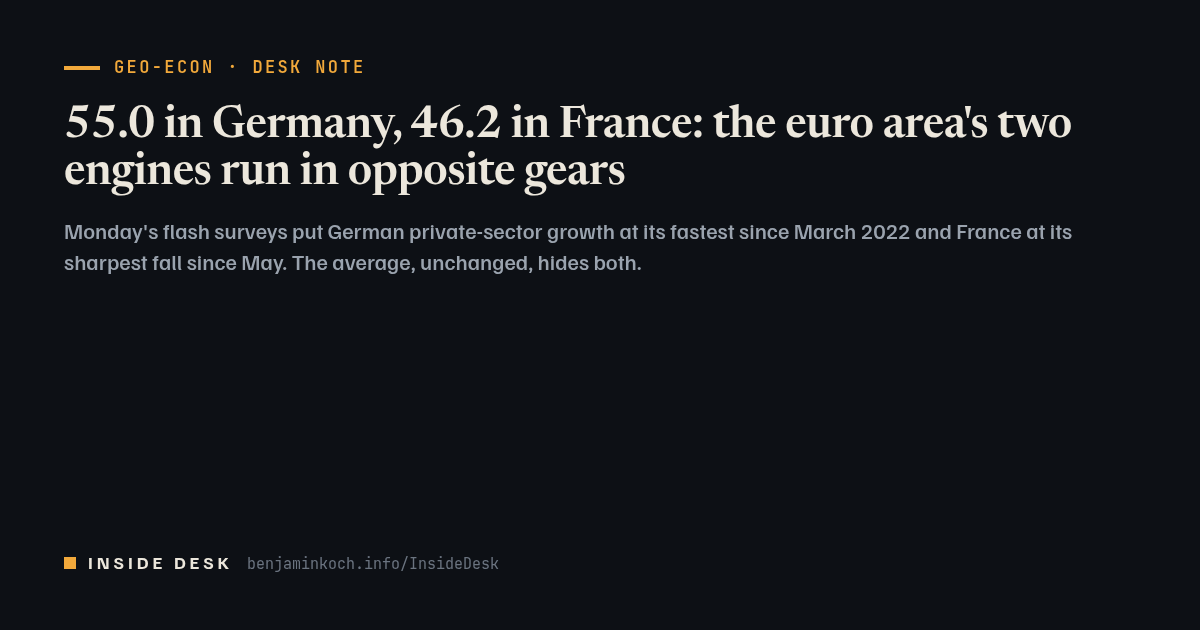 GEO-ECON · DESK NOTE
55.0 in Germany, 46.2 in France: the euro area's two
engines run in opposite gears
Monday's flash surveys put German private-sector growth at its fastest since March 2022 and France at its
sharpest fall since May. The average, unchanged, hides both.
INSIDE DESK benjaminkoch.info/InsideDesk